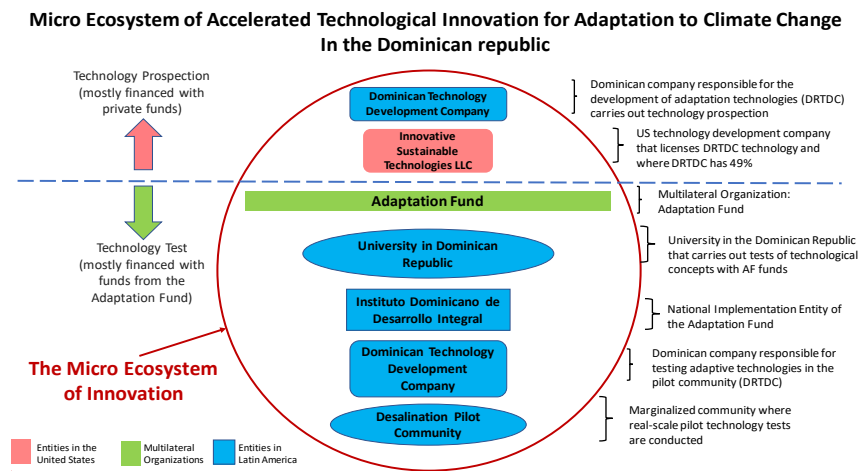 Micro Ecosystem of Accelerated Technological Innovation for Adaptation to Climate Change
In the Dominican republic
Technology Prospection
(mostly financed with
private funds)
Dominican Technology
Development Company
Dominican company responsible for the
development of adaptation technologies (DRTDC)
carries out technology prospection
Innovative
Sustainable
Technologies LLC
US technology development company
that licenses DRTDC technology and
where DRTDC has 49%
Adaptation Fund
Multilateral Organization:
Adaptation Fund
Technology Test
(mostly financed with
funds from the
Adaptation Fund)
University in Dominican
Republic
University in the Dominican Republic
that carries out tests of technological
concepts with AF funds
Instituto Dominicano de
Desarrollo Integral
National Implementation Entity of
the Adaptation Fund
The Micro Ecosystem
of Innovation
Dominican Technology
Development
Company
Dominican company responsible for
testing adaptive technologies in the
pilot community (DRTDC)
Desalination Pilot
Community
Marginalized community where
real-scale pilot technology tests
are conducted
Entities in the
United States
Multilateral
Organizations
Entities in
Latin America